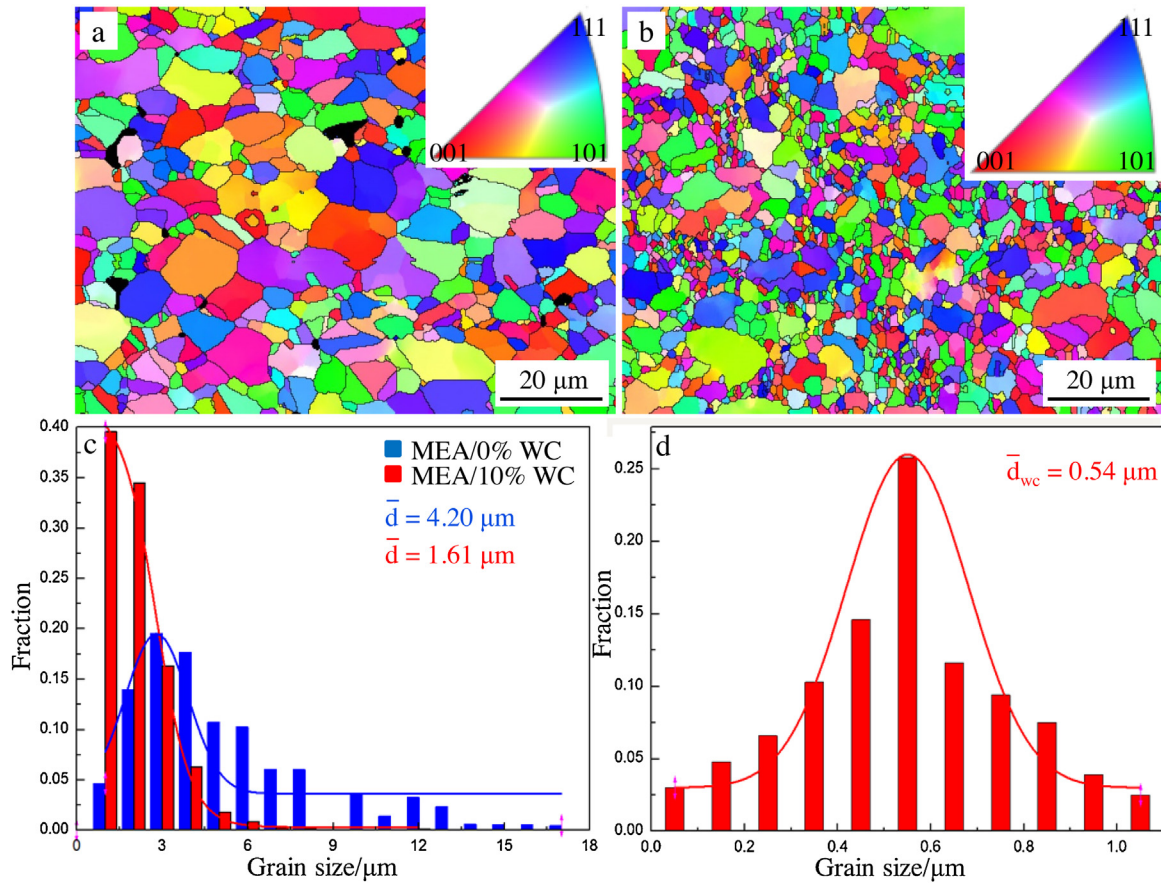 a
111
001
101
20 μm
b
111
001
101
20 μm
c
MEA/0% WC
MEA/10% WC
d̄ = 4.20 μm
d̄ = 1.61 μm
Fraction
0.40
0.35
0.30
0.25
0.20
0.15
0.10
0.05
0.00
3
6
9
12
15
18
Grain size/μm
d
d̄wc = 0.54 μm
Fraction
0.25
0.20
0.15
0.10
0.05
0.00
0.0
0.2
0.4
0.6
0.8
1.0
Grain size/μm